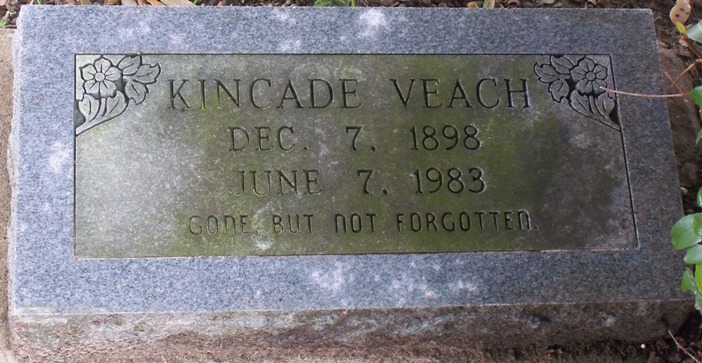 KINCADE VEACH
DEC. 7, 1898
JUNE 7, 1983
GONE BUT NOT FORGOTTEN.